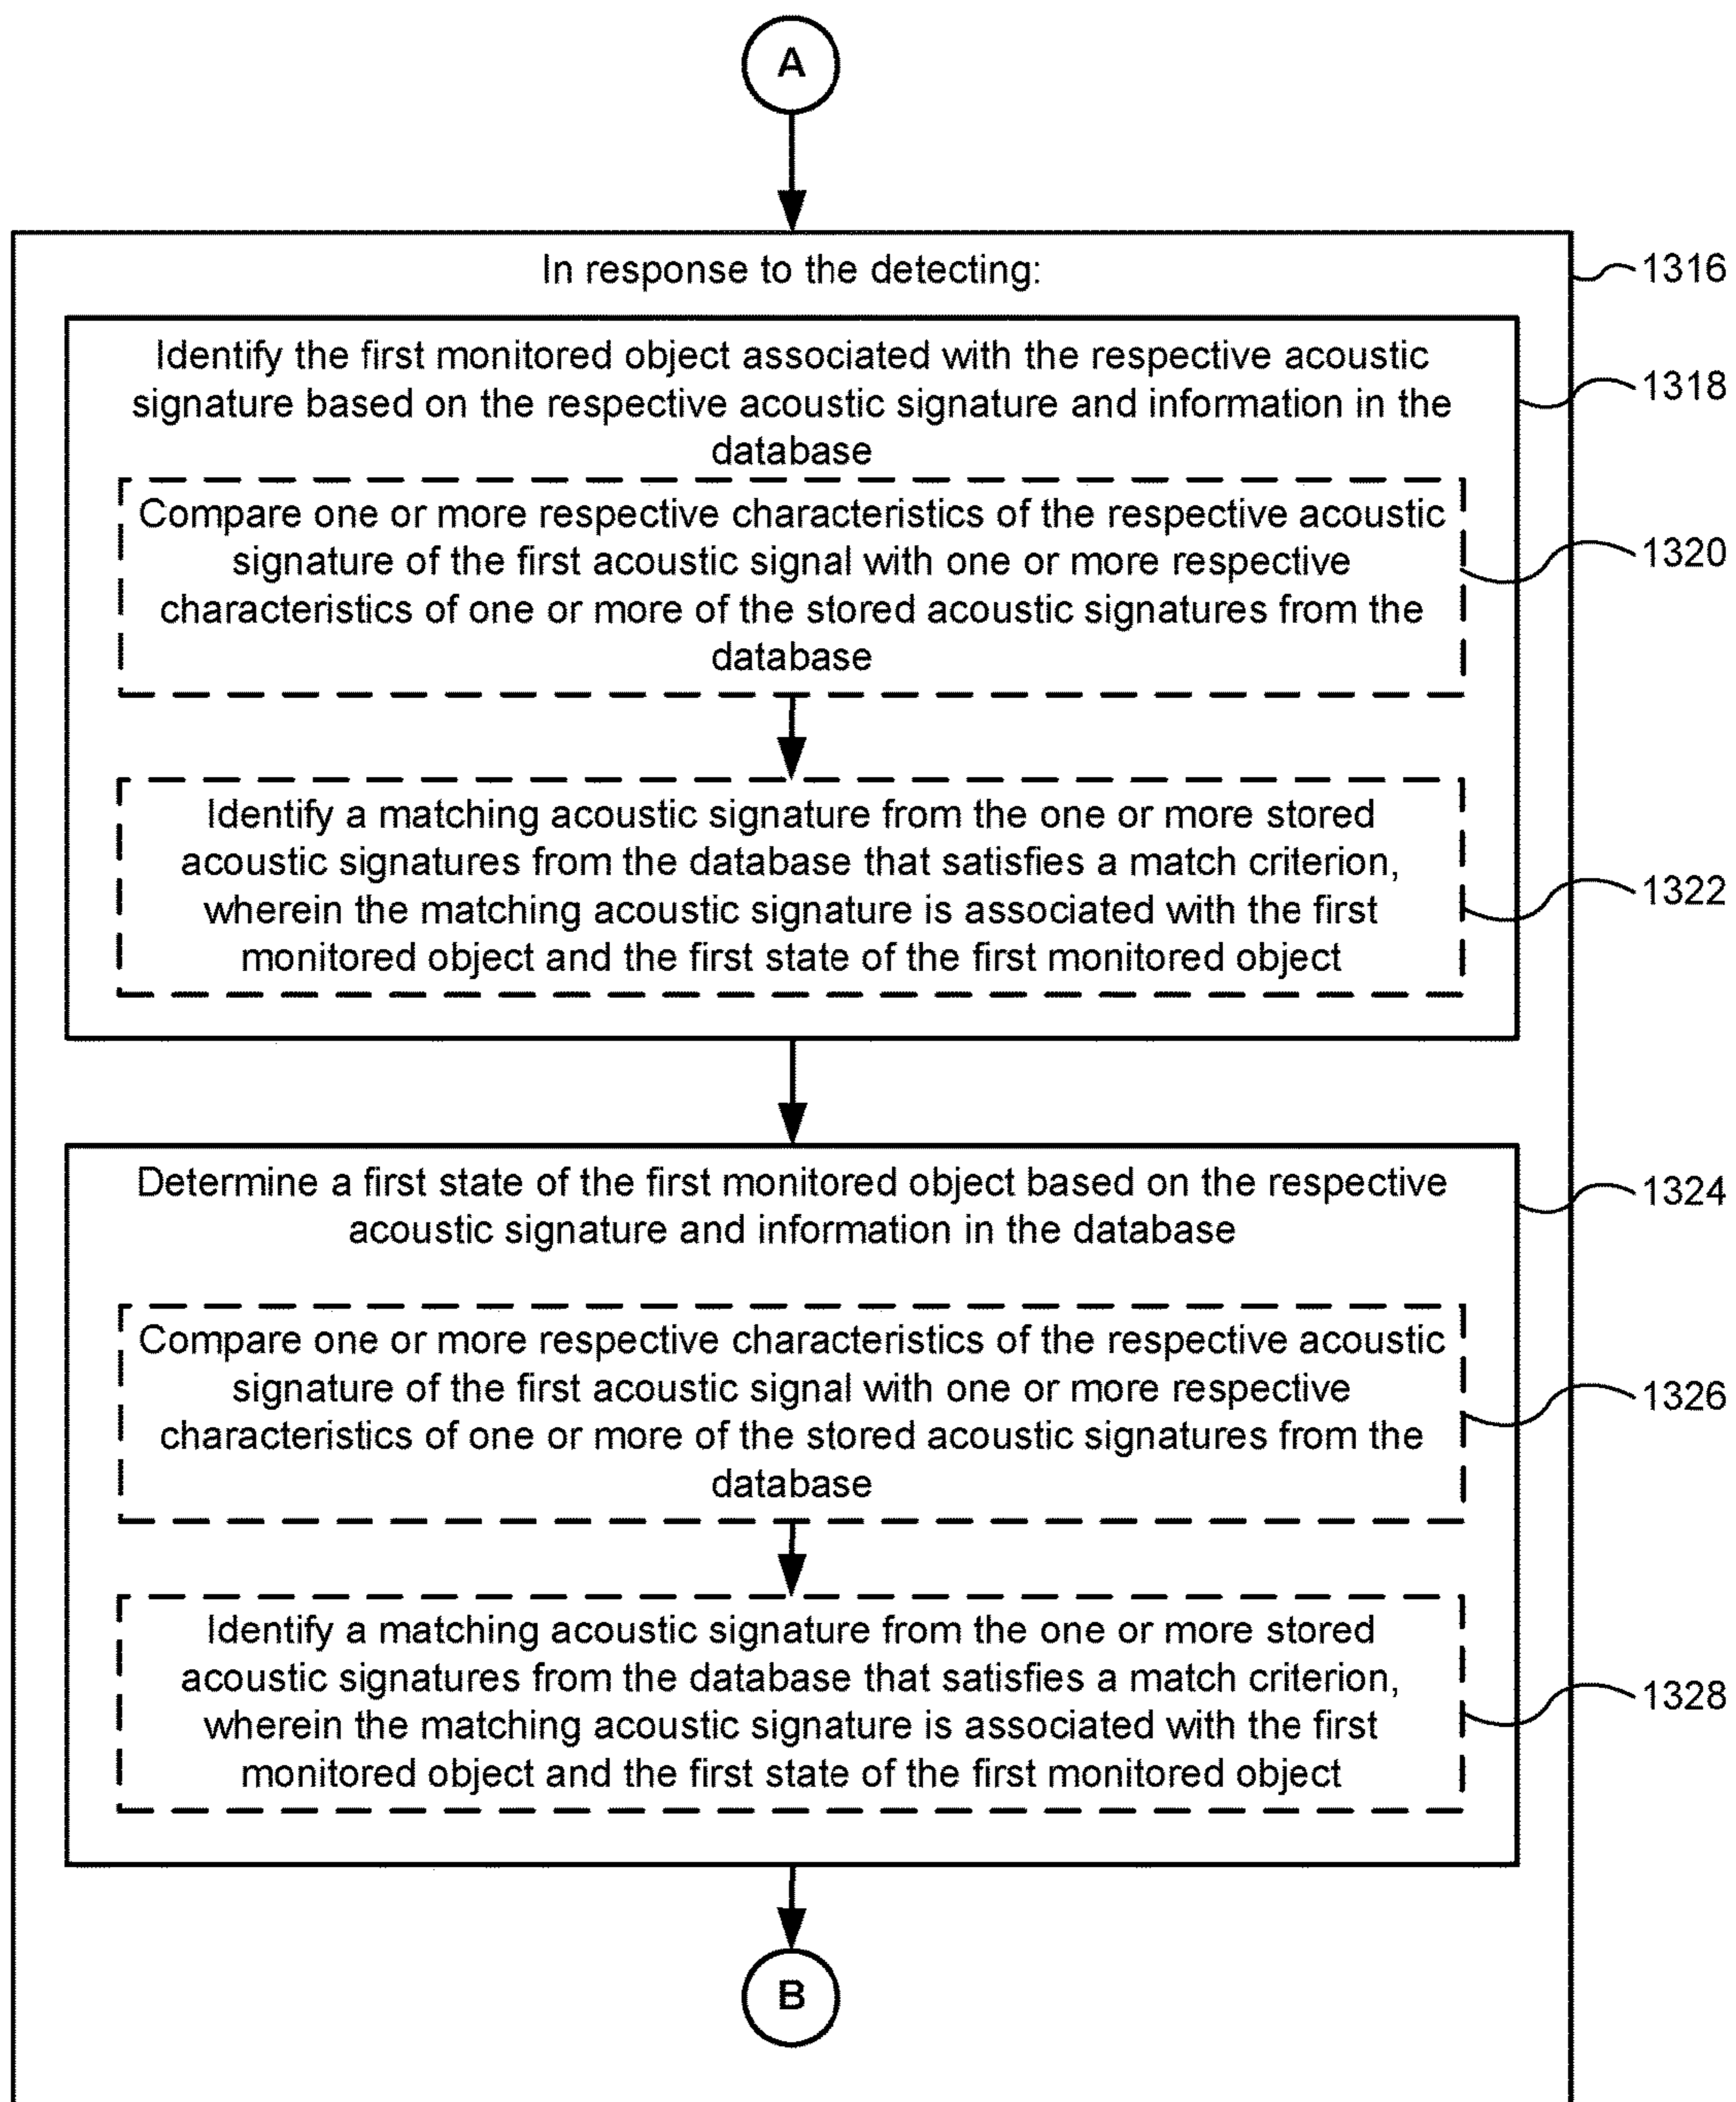 A
In response to the detecting:
1316
Identify the first monitored object associated with the respective acoustic
signature based on the respective acoustic signature and information in the
database
1318
Compare one or more respective characteristics of the respective acoustic
signature of the first acoustic signal with one or more respective
characteristics of one or more of the stored acoustic signatures from the
database
1320
Identify a matching acoustic signature from the one or more stored
acoustic signatures from the database that satisfies a match criterion,
wherein the matching acoustic signature is associated with the first
monitored object and the first state of the first monitored object
1322
Determine a first state of the first monitored object based on the respective
acoustic signature and information in the database
1324
Compare one or more respective characteristics of the respective acoustic
signature of the first acoustic signal with one or more respective
characteristics of one or more of the stored acoustic signatures from the
database
1326
Identify a matching acoustic signature from the one or more stored
acoustic signatures from the database that satisfies a match criterion,
wherein the matching acoustic signature is associated with the first
monitored object and the first state of the first monitored object
1328
B